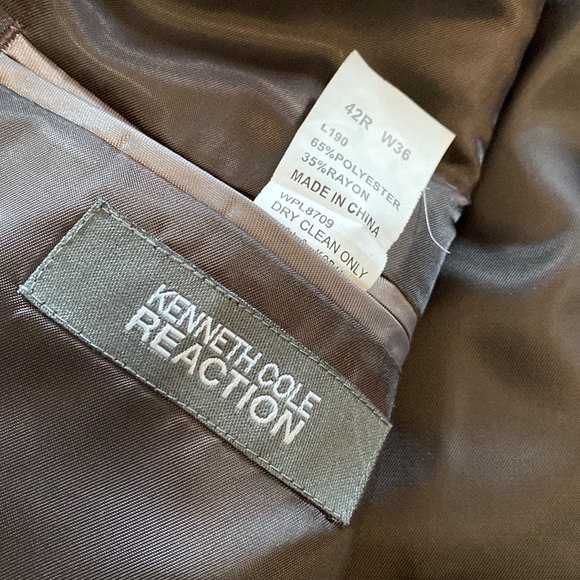 42R W36
L190
65%POLYESTER
35%RAYON
MADE IN CHINA
WPL8709
DRY CLEAN ONLY
KENNETH COLE
REACTION